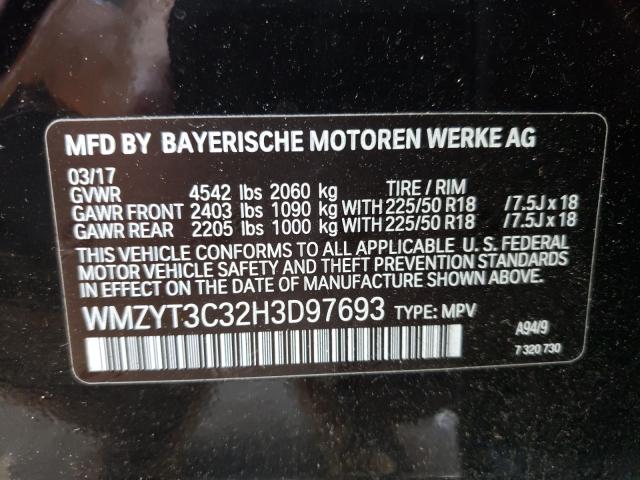 MFD BY BAYERISCHE MOTOREN WERKE AG
03/17
GVWR 4542 lbs 2060 kg TIRE / RIM
GAWR FRONT 2403 lbs 1090 kg WITH 225/50 R18 /7.5J x 18
GAWR REAR 2205 lbs 1000 kg WITH 225/50 R18 /7.5J x 18
THIS VEHICLE CONFORMS TO ALL APPLICABLE U. S. FEDERAL
MOTOR VEHICLE SAFETY AND THEFT PREVENTION STANDARDS
IN EFFECT ON THE DATE OF MANUFACTURE SHOWN ABOVE.
WMZYT3C32H3D97693 TYPE: MPV
A94/9
7 320 730